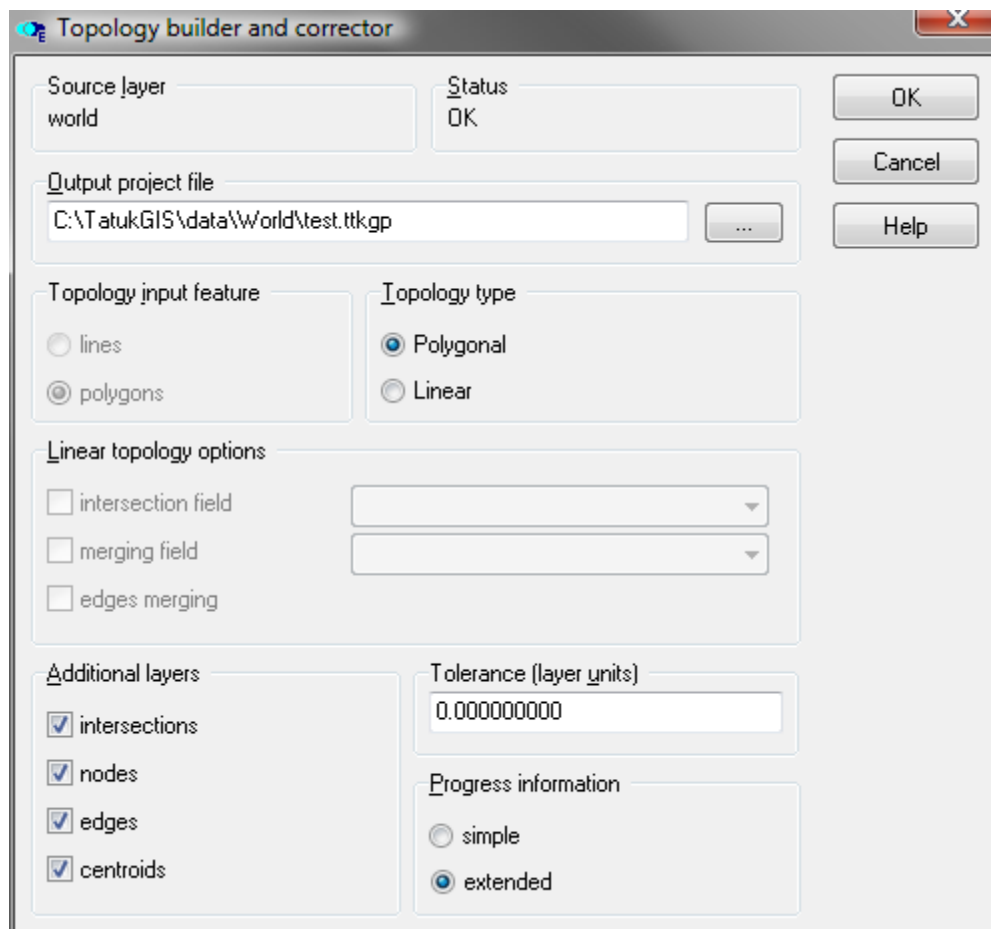 Topology builder and corrector
X
Source layer
world
Status
OK
OK
Cancel
Help
Output project file
C:\TatukGIS\data\World\test.ttkgp
...
Topology input feature
lines
polygons
Topology type
Polygonal
Linear
Linear topology options
intersection field
merging field
edges merging
Additional layers
intersections
nodes
edges
centroids
Tolerance (layer units)
0.000000000
Progress information
simple
extended